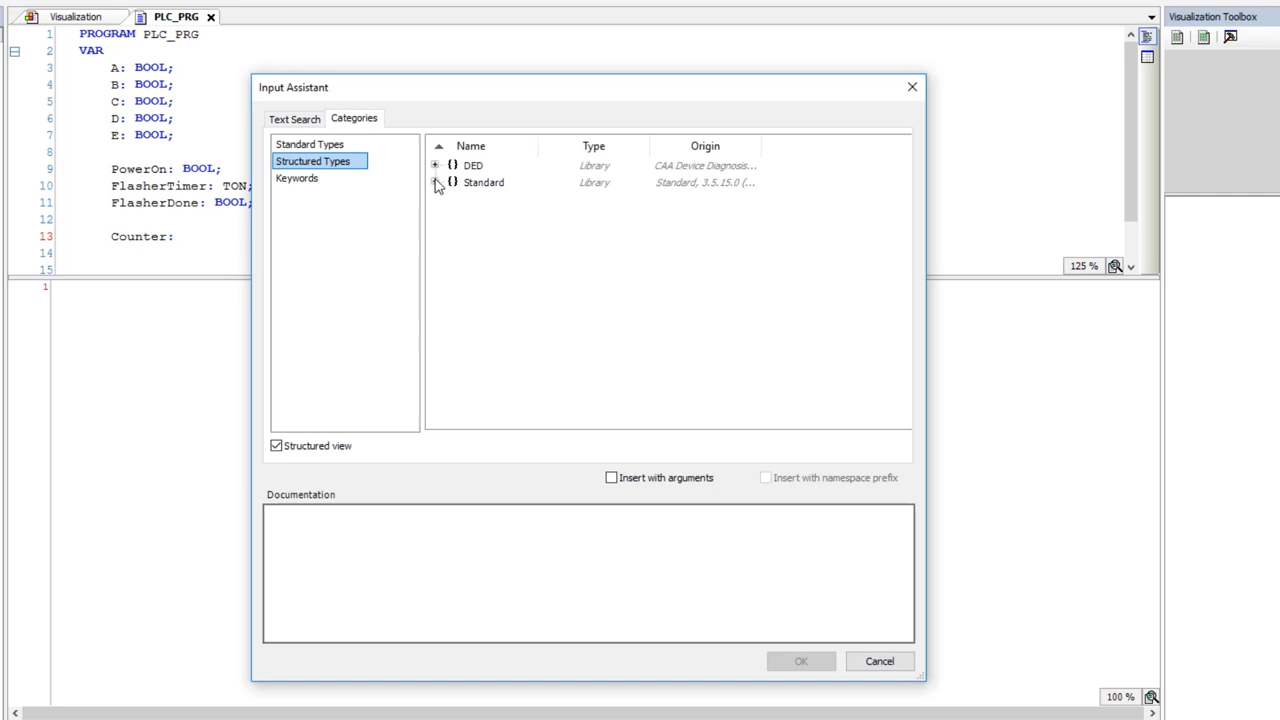 Visualization
PLC_PRG
Visualization Toolbox
1 PROGRAM PLC_PRG
2 VAR
3 A: BOOL;
4 B: BOOL;
5 C: BOOL;
6 D: BOOL;
7 E: BOOL;
8
9 PowerOn: BOOL;
10 FlasherTimer: TON;
11 FlasherDone: BOOL;
12
13 Counter:
14
15
125 %
1
Input Assistant
Text Search Categories
Standard Types
Structured Types
Keywords
Name Type Origin
DED Library CAA Device Diagnosis...
Standard Library Standard, 3.5.15.0 (...
Structured view
Insert with arguments Insert with namespace prefix
Documentation
OK Cancel
100 %